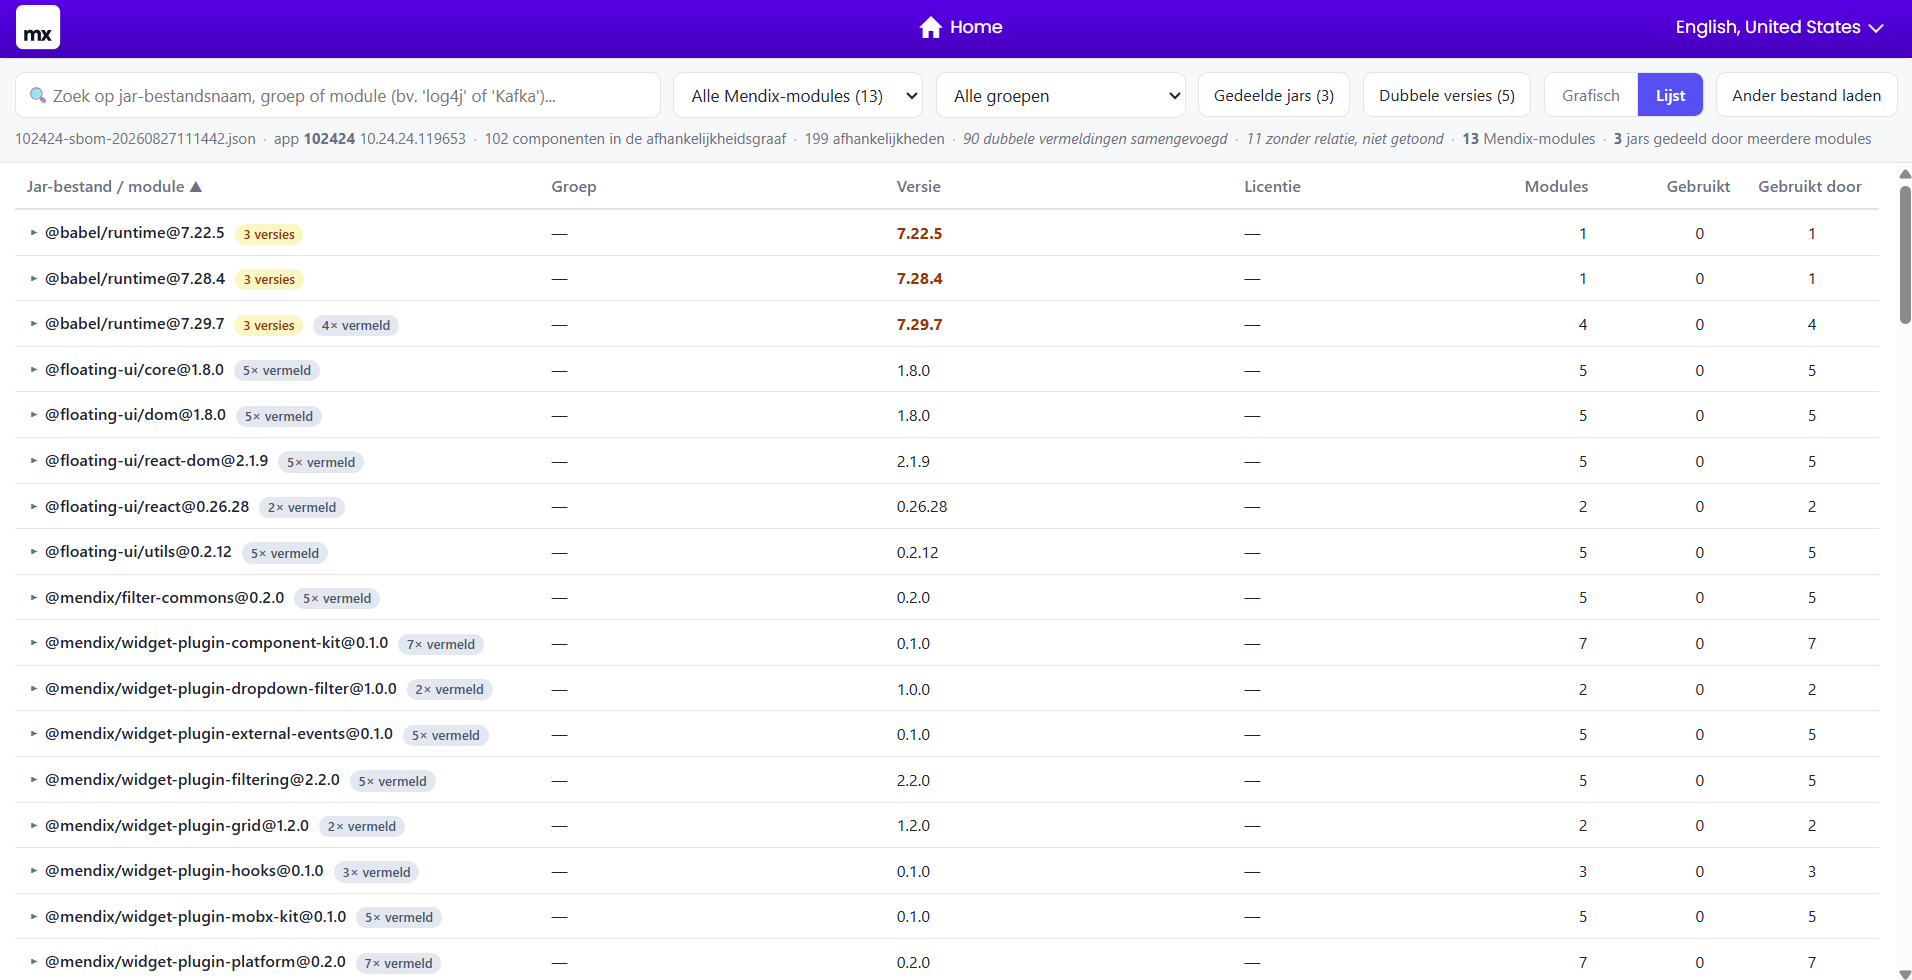 mx
Home
English, United States
Zoek op jar-bestandsnaam, groep of module (bv. 'log4j' of 'Kafka')...
Alle Mendix-modules (13)
Alle groepen
Gedeelde jars (3)
Dubbele versies (5)
Grafisch
Lijst
Ander bestand laden
102424-sbom-20260827111442.json · app 102424 10.24.24.119653 · 102 componenten in de afhankelijkheidsgraaf · 199 afhankelijkheden · 90 dubbele vermeldingen samengevoegd · 11 zonder relatie, niet getoond · 13 Mendix-modules · 3 jars gedeeld door meerdere modules
Jar-bestand / module ▲ Groep Versie Licentie Modules Gebruikt Gebruikt door
@babel/runtime@7.22.5 3 versies — 7.22.5 — 1 0 1
@babel/runtime@7.28.4 3 versies — 7.28.4 — 1 0 1
@babel/runtime@7.29.7 3 versies 4× vermeld — 7.29.7 — 4 0 4
@floating-ui/core@1.8.0 5× vermeld — 1.8.0 — 5 0 5
@floating-ui/dom@1.8.0 5× vermeld — 1.8.0 — 5 0 5
@floating-ui/react-dom@2.1.9 5× vermeld — 2.1.9 — 5 0 5
@floating-ui/react@0.26.28 2× vermeld — 0.26.28 — 2 0 2
@floating-ui/utils@0.2.12 5× vermeld — 0.2.12 — 5 0 5
@mendix/filter-commons@0.2.0 5× vermeld — 0.2.0 — 5 0 5
@mendix/widget-plugin-component-kit@0.1.0 7× vermeld — 0.1.0 — 7 0 7
@mendix/widget-plugin-dropdown-filter@1.0.0 2× vermeld — 1.0.0 — 2 0 2
@mendix/widget-plugin-external-events@0.1.0 5× vermeld — 0.1.0 — 5 0 5
@mendix/widget-plugin-filtering@2.2.0 5× vermeld — 2.2.0 — 5 0 5
@mendix/widget-plugin-grid@1.2.0 2× vermeld — 1.2.0 — 2 0 2
@mendix/widget-plugin-hooks@0.1.0 3× vermeld — 0.1.0 — 3 0 3
@mendix/widget-plugin-mobx-kit@0.1.0 5× vermeld — 0.1.0 — 5 0 5
@mendix/widget-plugin-platform@0.2.0 7× vermeld — 0.2.0 — 7 0 7